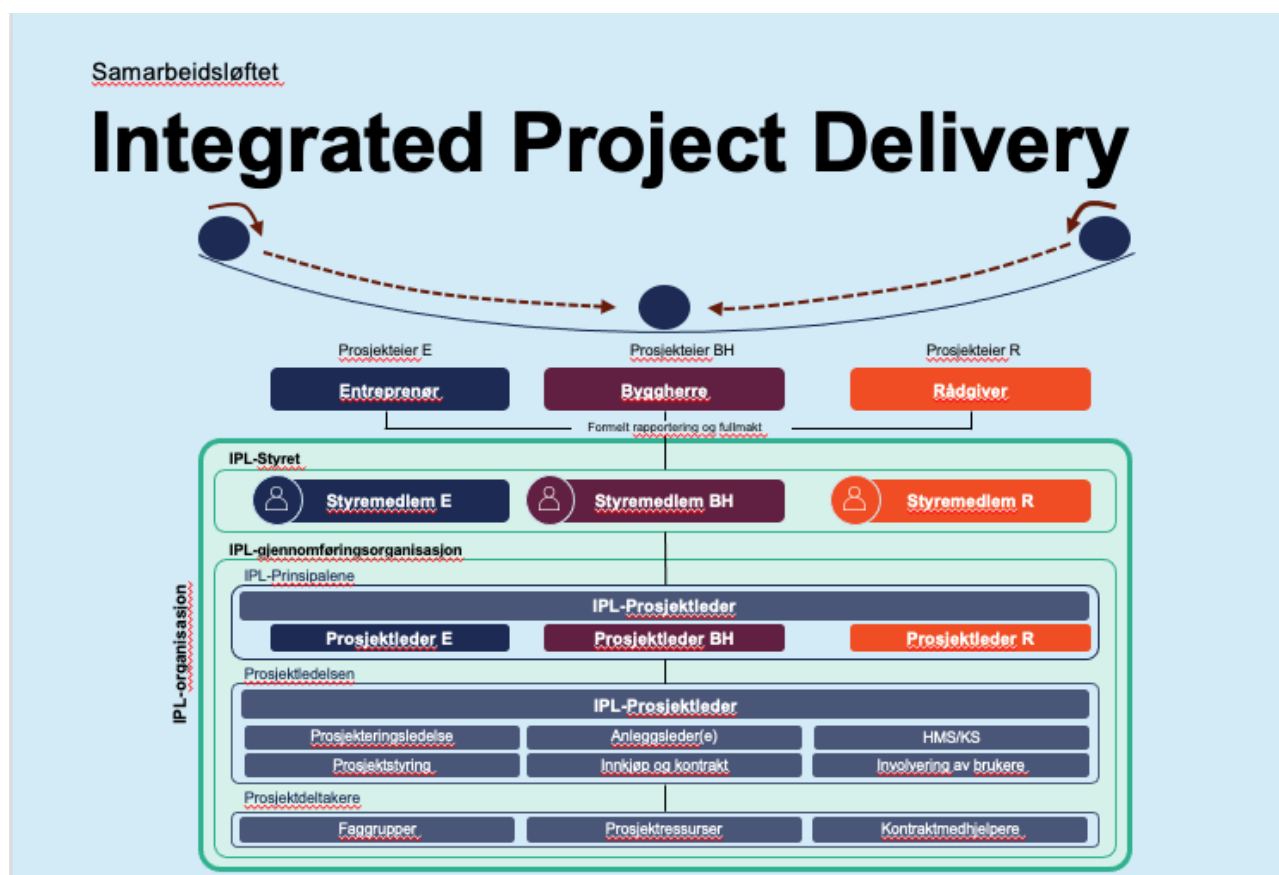 Samarbeidsløftet
Integrated Project Delivery
Prosjekteier E
Prosjekteier BH
Prosjekteier R
Entreprenør
Byggherre
Rådgiver
Formelt rapportering og fullmakt
IPL-Styret
Styremedlem E
Styremedlem BH
Styremedlem R
IPL-gjennomføringsorganisasjon
IPL-organisasjon
IPL-Prinsipalene
IPL-Prosjektleder
Prosjektleder E
Prosjektleder BH
Prosjektleder R
Prosjektledelsen
IPL-Prosjektleder
Prosjekteringsledelse
Anleggsleder(e)
HMS/KS
Prosjektstyring
Innkjøp og kontrakt
Involvering av brukere
Prosjektdeltakere
Faggrupper
Prosjektressurser
Kontraktmedhjelpere